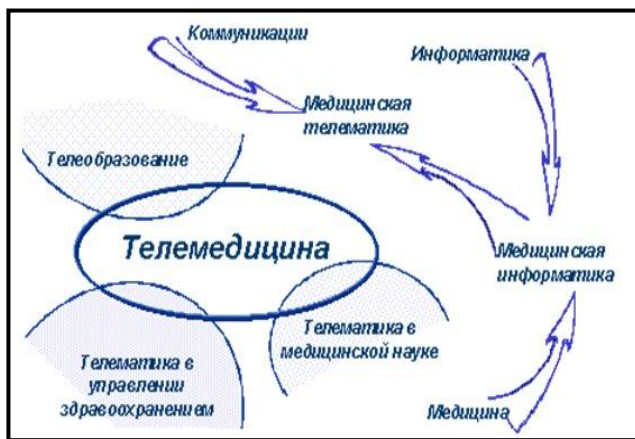 Коммуникации
Информатика
Медицинская
телематика
Телеобразование
Телемедицина
Медицинская
информатика
Телематика в
медицинской науке
Телематика в
управлении
здравоохранением
Медицина